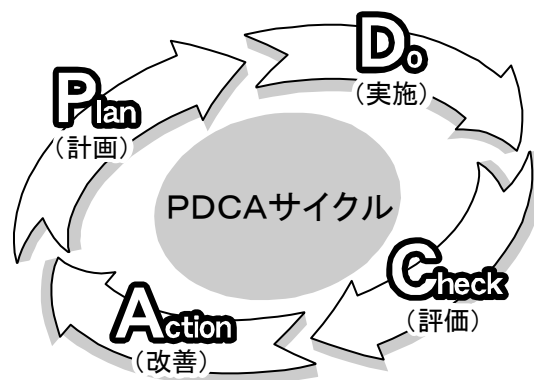 Plan
(計画)
Do
(実施)
PDCAサイクル
Check
(評価)
Action
(改善)